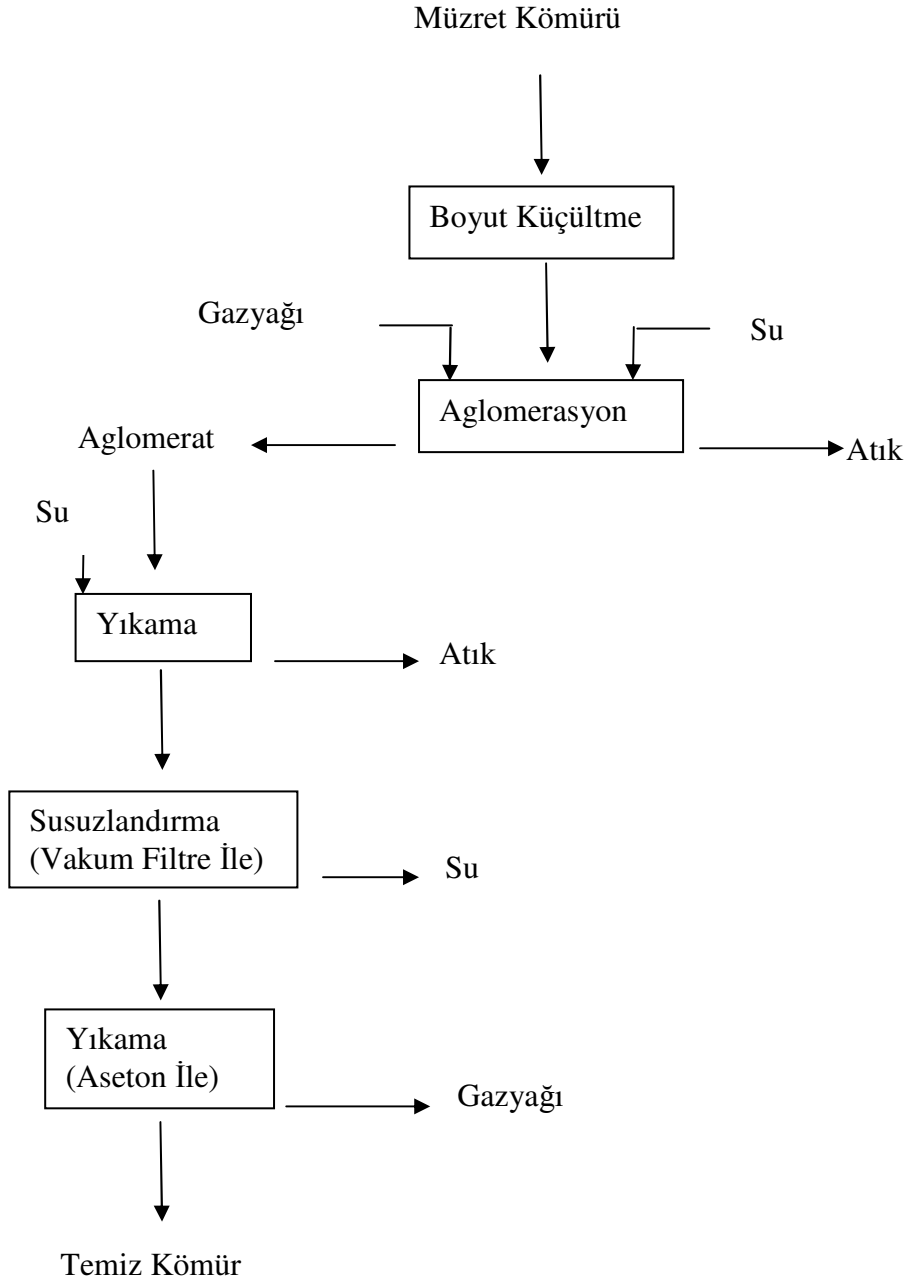 Müzret Kömürü
Boyut Küçültme
Gazyağı
Su
Aglomerasyon
Aglomerat
Atık
Su
Yıkama
Atık
Susuzlandırma
(Vakum Filtre İle)
Su
Yıkama
(Aseton İle)
Gazyağı
Temiz Kömür